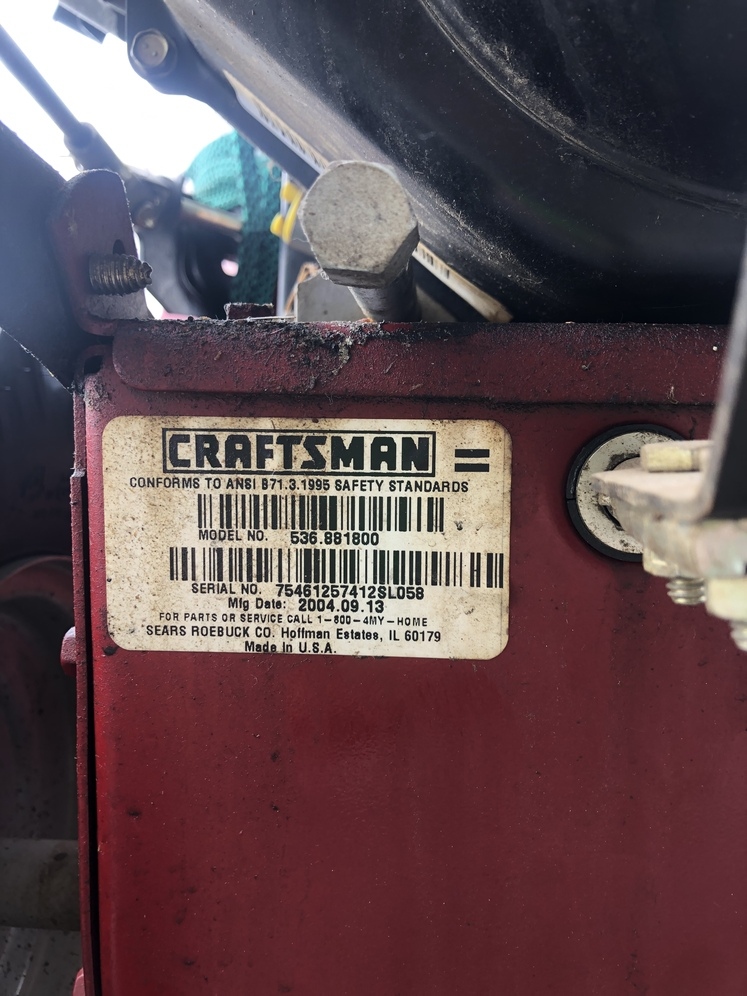 CRAFTSMAN
CONFORMS TO ANSI B71.3.1995 SAFETY STANDARDS
MODEL NO. 536.881800
SERIAL NO. 75461257412SL058
Mfg Date: 2004.09.13
FOR PARTS OR SERVICE CALL 1-800-4MY-HOME
SEARS ROEBUCK CO. Hoffman Estates, IL 60179
Made In U.S.A.